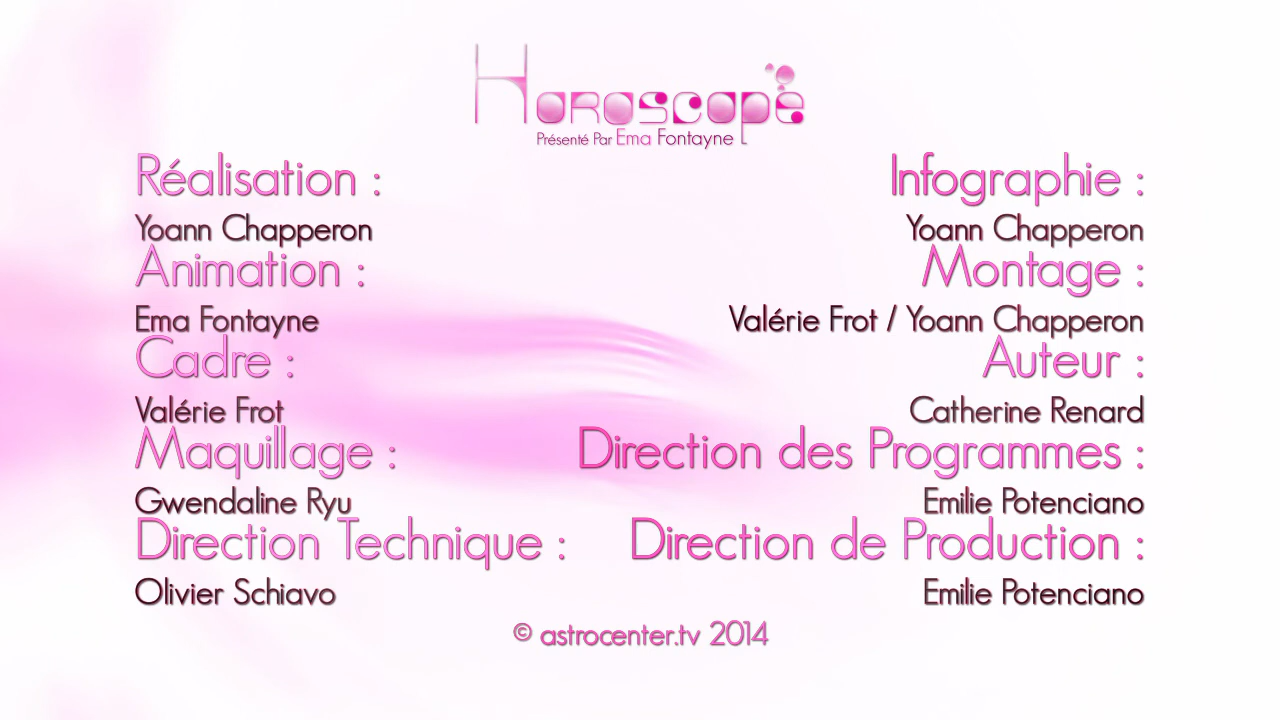 Horoscope
Présenté Par Ema Fontayne
Réalisation :
Yoann Chapperon
Animation :
Ema Fontayne
Cadre :
Valérie Frot
Maquillage :
Gwendaline Ryu
Direction Technique :
Olivier Schiavo
Infographie :
Yoann Chapperon
Montage :
Valérie Frot / Yoann Chapperon
Auteur :
Catherine Renard
Direction des Programmes :
Emilie Potenciano
Direction de Production :
Emilie Potenciano
© astrocenter.tv 2014